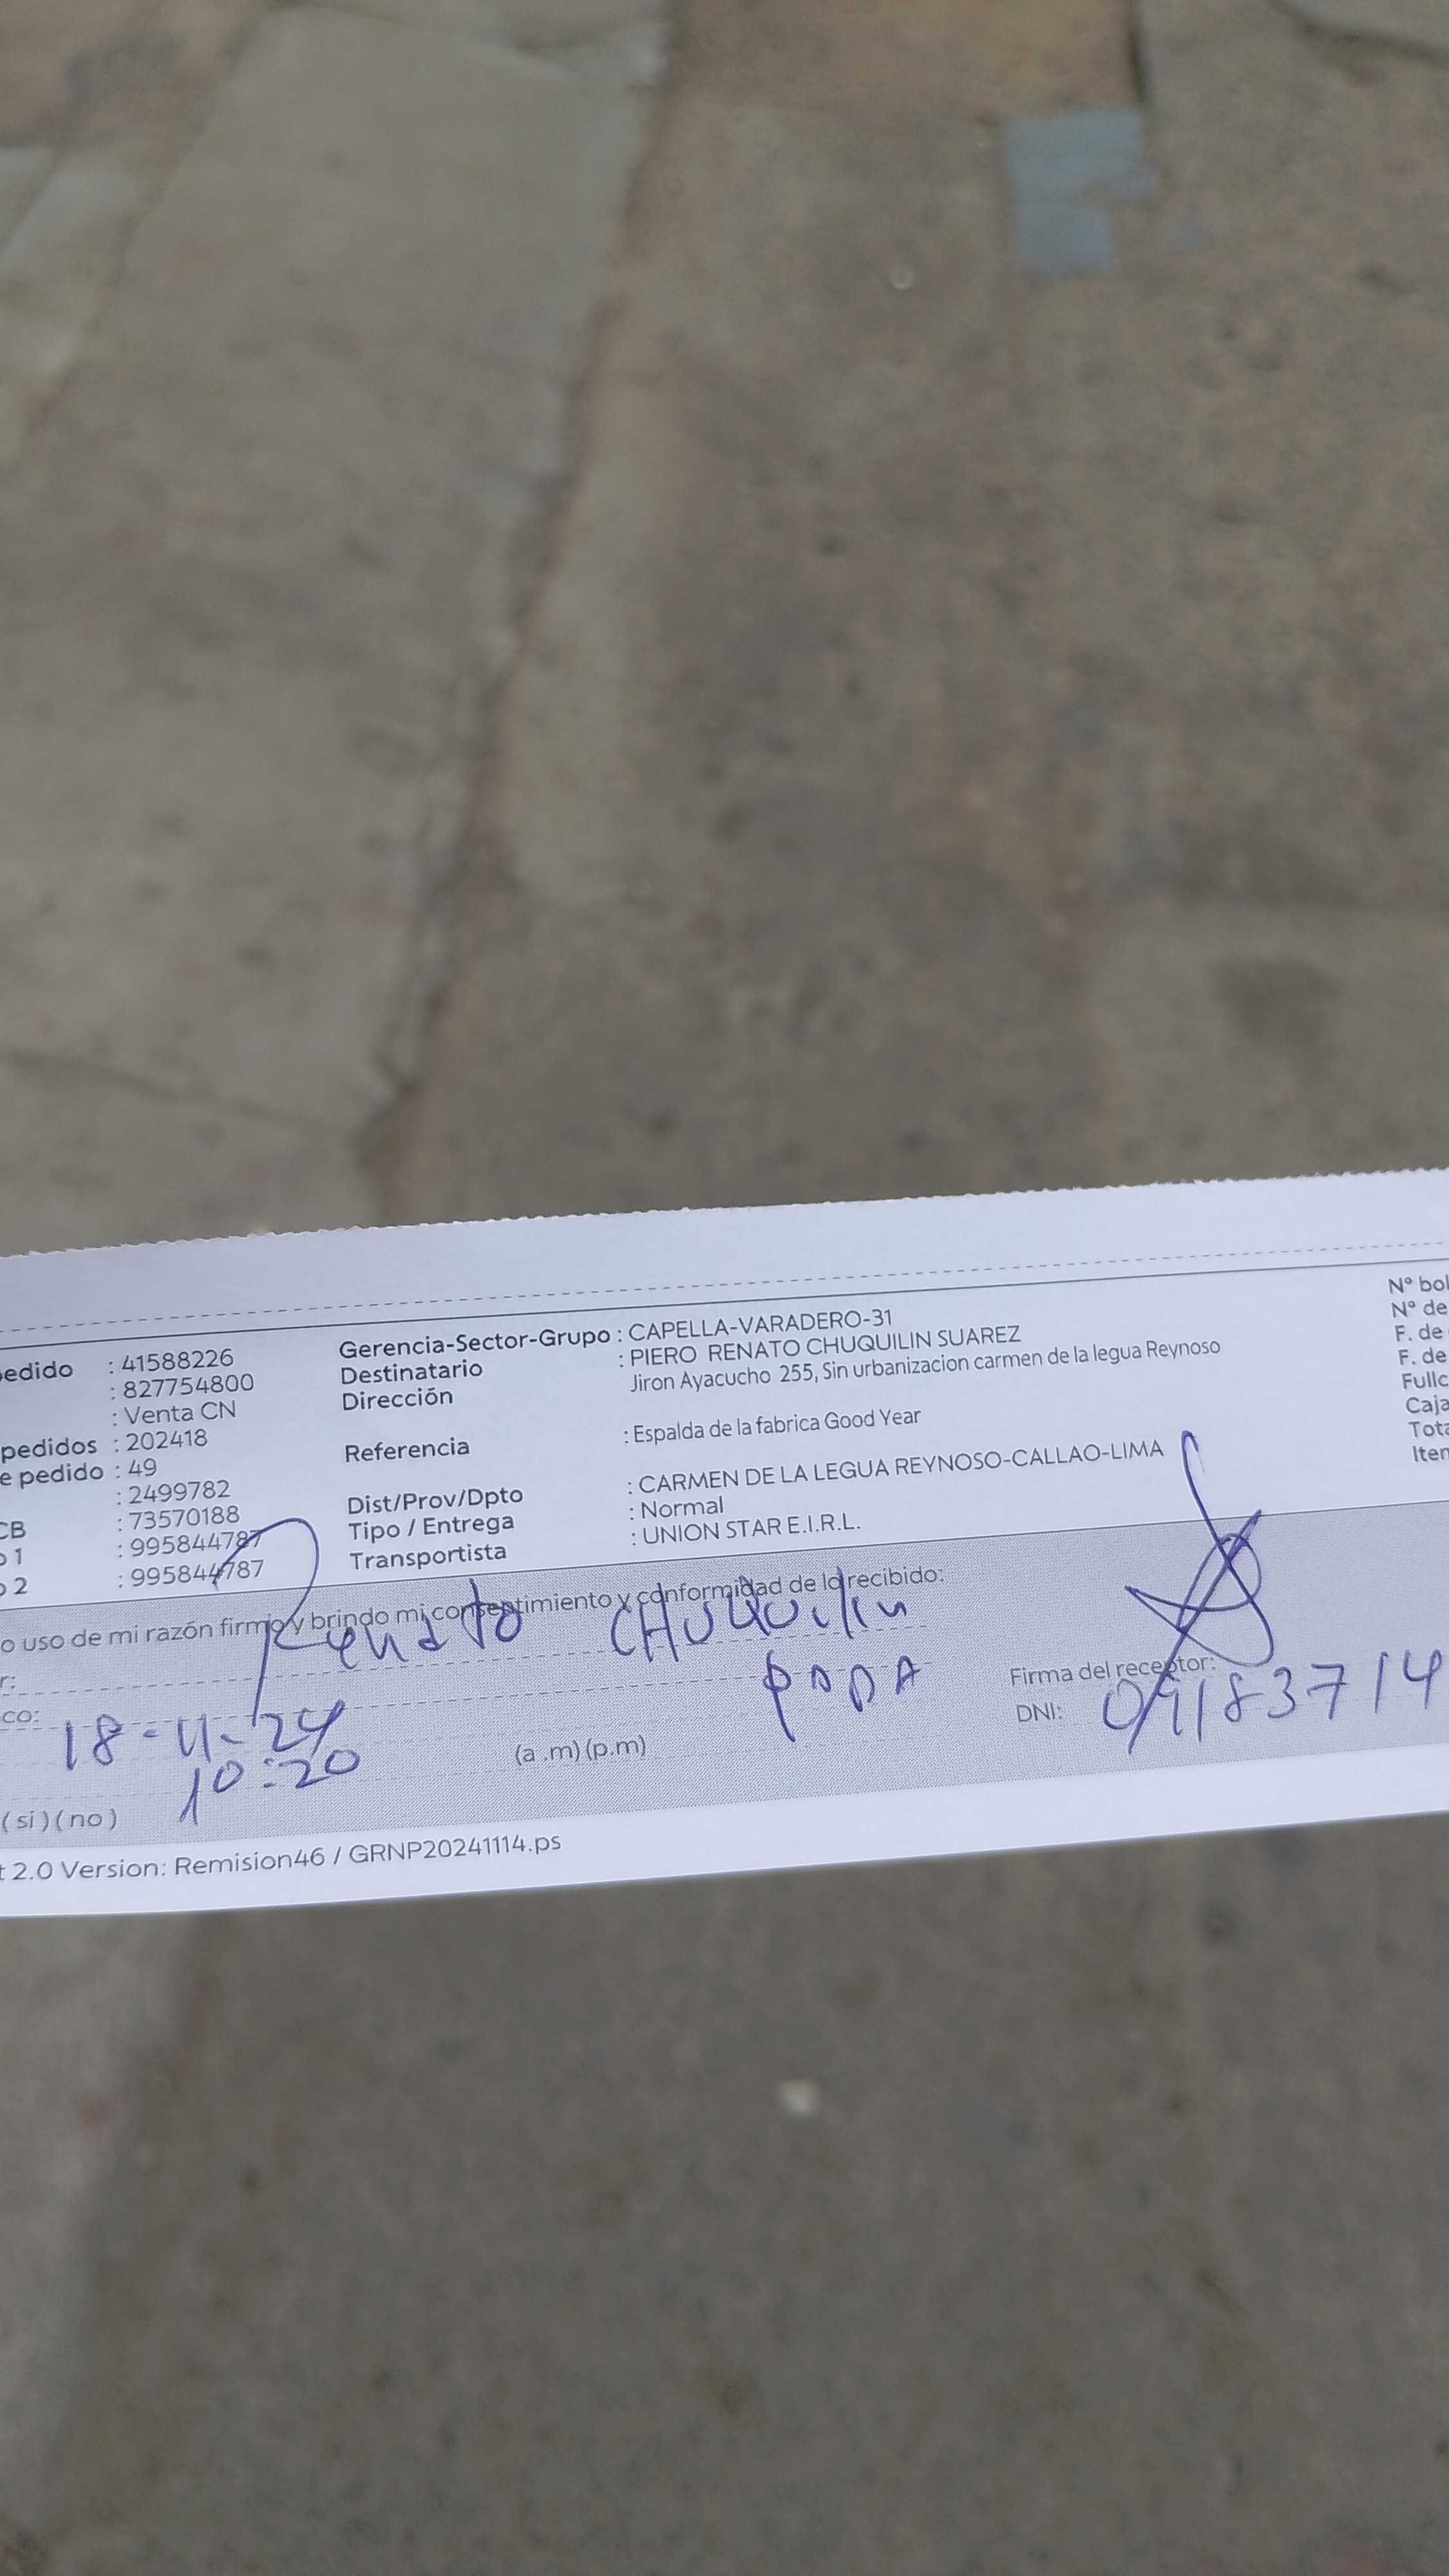 edido : 41588226
: 827754800
: Venta CN
pedidos : 202418
e pedido : 49
: 2499782
CB : 73570188
o 1 : 995844787
o 2 : 995844787
Gerencia-Sector-Grupo : CAPELLA-VARADERO-31
Destinatario : PIERO RENATO CHUQUILIN SUAREZ
Dirección Jiron Ayacucho 255, Sin urbanizacion carmen de la legua Reynoso
Referencia : Espalda de la fabrica Good Year
Dist/Prov/Dpto : CARMEN DE LA LEGUA REYNOSO-CALLAO-LIMA
Tipo / Entrega : Normal
Transportista : UNION STAR E.I.R.L.
Nº bol
Nº de
F. de
F. de
Fullc
Caja
Tota
Iten
o uso de mi razón firmo y brindo mi consentimiento y conformidad de lo recibido:
r: Renato CHUQUilin
co: PAPA
Firma del receptor:
DNI: 09183714
18-11-24
10:20 (a .m) (p.m)
( si ) ( no )
t 2.0 Version: Remision46 / GRNP20241114.ps